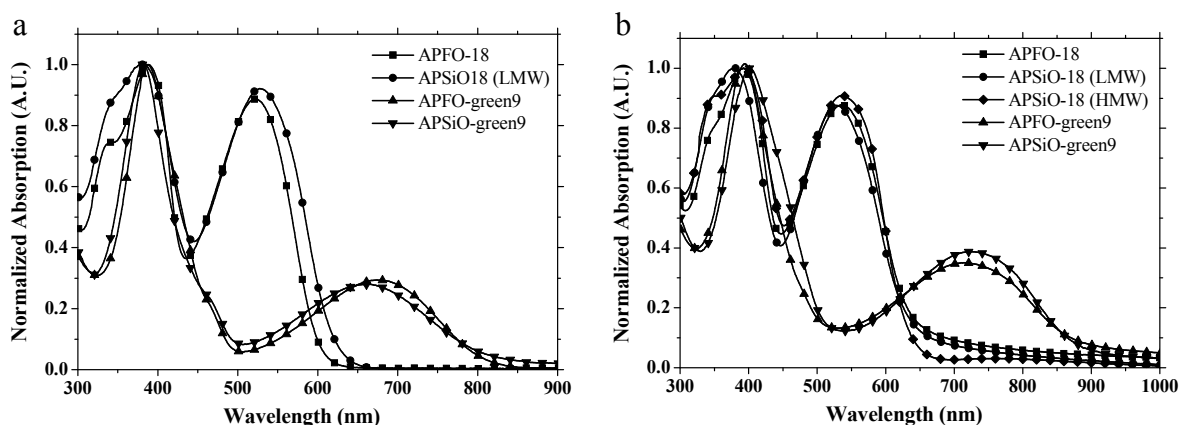 a
Normalized Absorption (A.U.)
1.0
0.8
0.6
0.4
0.2
0.0
300 400 500 600 700 800 900
Wavelength (nm)
APFO-18
APSiO18 (LMW)
APFO-green9
APSiO-green9
b
Normalized Absorption (A.U.)
1.0
0.8
0.6
0.4
0.2
0.0
300 400 500 600 700 800 900 1000
Wavelength (nm)
APFO-18
APSiO-18 (LMW)
APSiO-18 (HMW)
APFO-green9
APSiO-green9